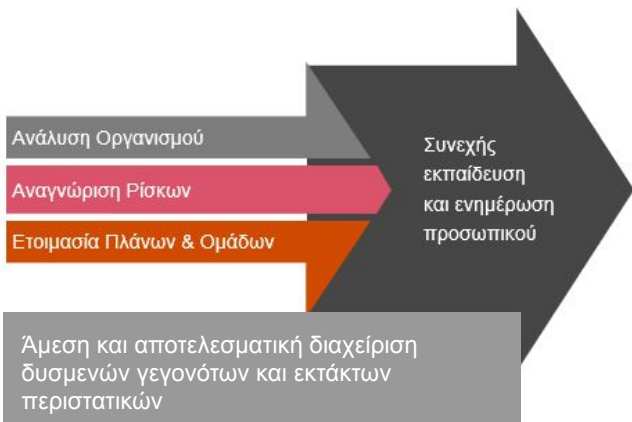 Ανάλυση Οργανισμού
Αναγνώριση Ρίσκων
Ετοιμασία Πλάνων & Ομάδων
Συνεχής
εκπαίδευση
και ενημέρωση
προσωπικού
Άμεση και αποτελεσματική διαχείριση
δυσμενών γεγονότων και εκτάκτων
περιστατικών